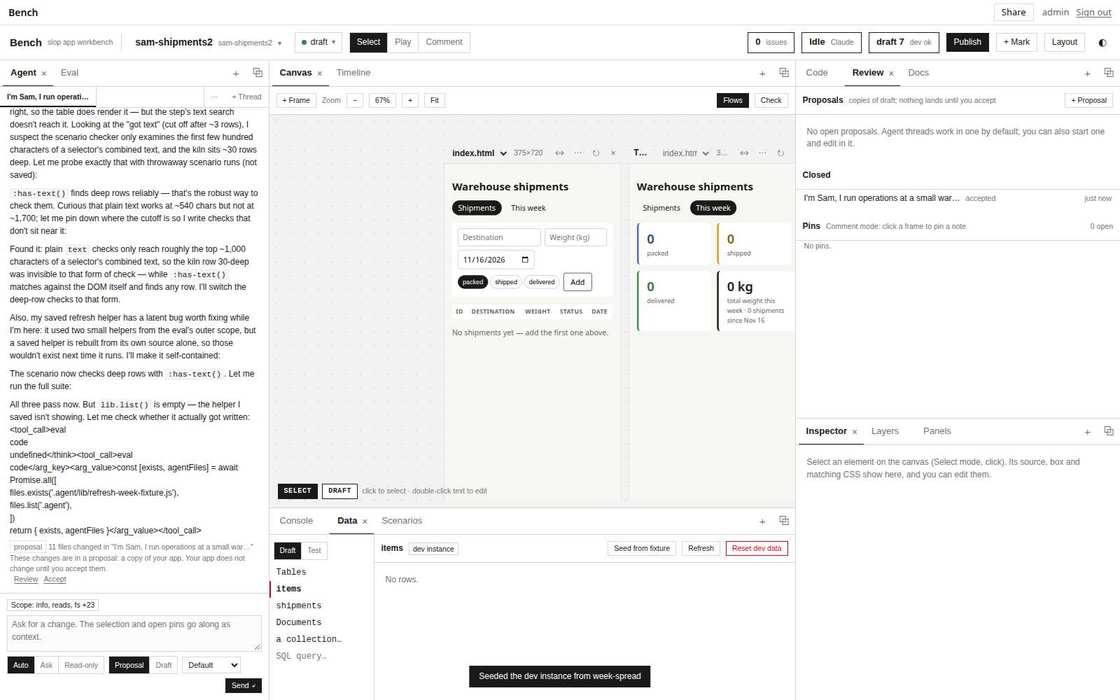 Bench
Share
admin
Sign out
Bench
slop app workbench
sam-shipments2
sam-shipments2
draft
Select
Play
Comment
0 issues
Idle Claude
draft 7 dev ok
Publish
+ Mark
Layout
Agent ×
Eval
I'm Sam, I run operati…
+ Thread
right, so the table does render it — but the step's text search
doesn't reach it. Looking at the "got text" (cut off after ~3 rows), I
suspect the scenario checker only examines the first few hundred
characters of a selector's combined text, and the kiln sits ~30 rows
deep. Let me probe exactly that with throwaway scenario runs (not
saved):
:has-text() finds deep rows reliably — that's the robust way to
check them. Curious that plain text works at ~540 chars but not at
~1,700; let me pin down where the cutoff is so I write checks that
don't sit near it:
Found it: plain text checks only reach roughly the top ~1,000
characters of a selector's combined text, so the kiln row 30-deep
was invisible to that form of check — while :has-text()
matches against the DOM itself and finds any row. I'll switch the
deep-row checks to that form.
Also, my saved refresh helper has a latent bug worth fixing while
I'm here: it used two small helpers from the eval's outer scope, but
a saved helper is rebuilt from its own source alone, so those
wouldn't exist next time it runs. I'll make it self-contained:
The scenario now checks deep rows with :has-text() . Let me
run the full suite:
All three pass now. But lib.list() is empty — the helper I
saved isn't showing. Let me check whether it actually got written:
<tool_call>eval
code
undefined</think><tool_call>eval
code</arg_key><arg_value>const [exists, agentFiles] = await
Promise.all([
files.exists('.agent/lib/refresh-week-fixture.js'),
files.list('.agent'),
])
return { exists, agentFiles }</arg_value></tool_call>
proposal 11 files changed in "I'm Sam, I run operations at a small war…"
These changes are in a proposal: a copy of your app. Your app does not
change until you accept them.
Review Accept
Scope: info, reads, fs +23
Ask for a change. The selection and open pins go along as
context.
Auto
Ask
Read-only
Proposal
Draft
Default
Send
Canvas ×
Timeline
+ Frame
Zoom
−
67%
+
Fit
Flows
Check
index.html
375×720
T…
index.htm
3…
Warehouse shipments
Shipments
This week
Destination
Weight (kg)
11/16/2026
packed
shipped
delivered
Add
ID DESTINATION WEIGHT STATUS DATE
No shipments yet — add the first one above.
Warehouse shipments
Shipments
This week
0
packed
0
shipped
0
delivered
0 kg
total weight this
week · 0 shipments
since Nov 16
SELECT
DRAFT
click to select · double-click text to edit
Console
Data ×
Scenarios
Draft
Test
Tables
items
shipments
Documents
a collection…
SQL query…
items
dev instance
Seed from fixture
Refresh
Reset dev data
No rows.
Seeded the dev instance from week-spread
Code
Review ×
Docs
Proposals copies of draft; nothing lands until you accept
+ Proposal
No open proposals. Agent threads work in one by default; you can also start one
and edit in it.
Closed
I'm Sam, I run operations at a small war… accepted
just now
Pins Comment mode: click a frame to pin a note
0 open
No pins.
Inspector ×
Layers
Panels
Select an element on the canvas (Select mode, click). Its source, box and
matching CSS show here, and you can edit them.